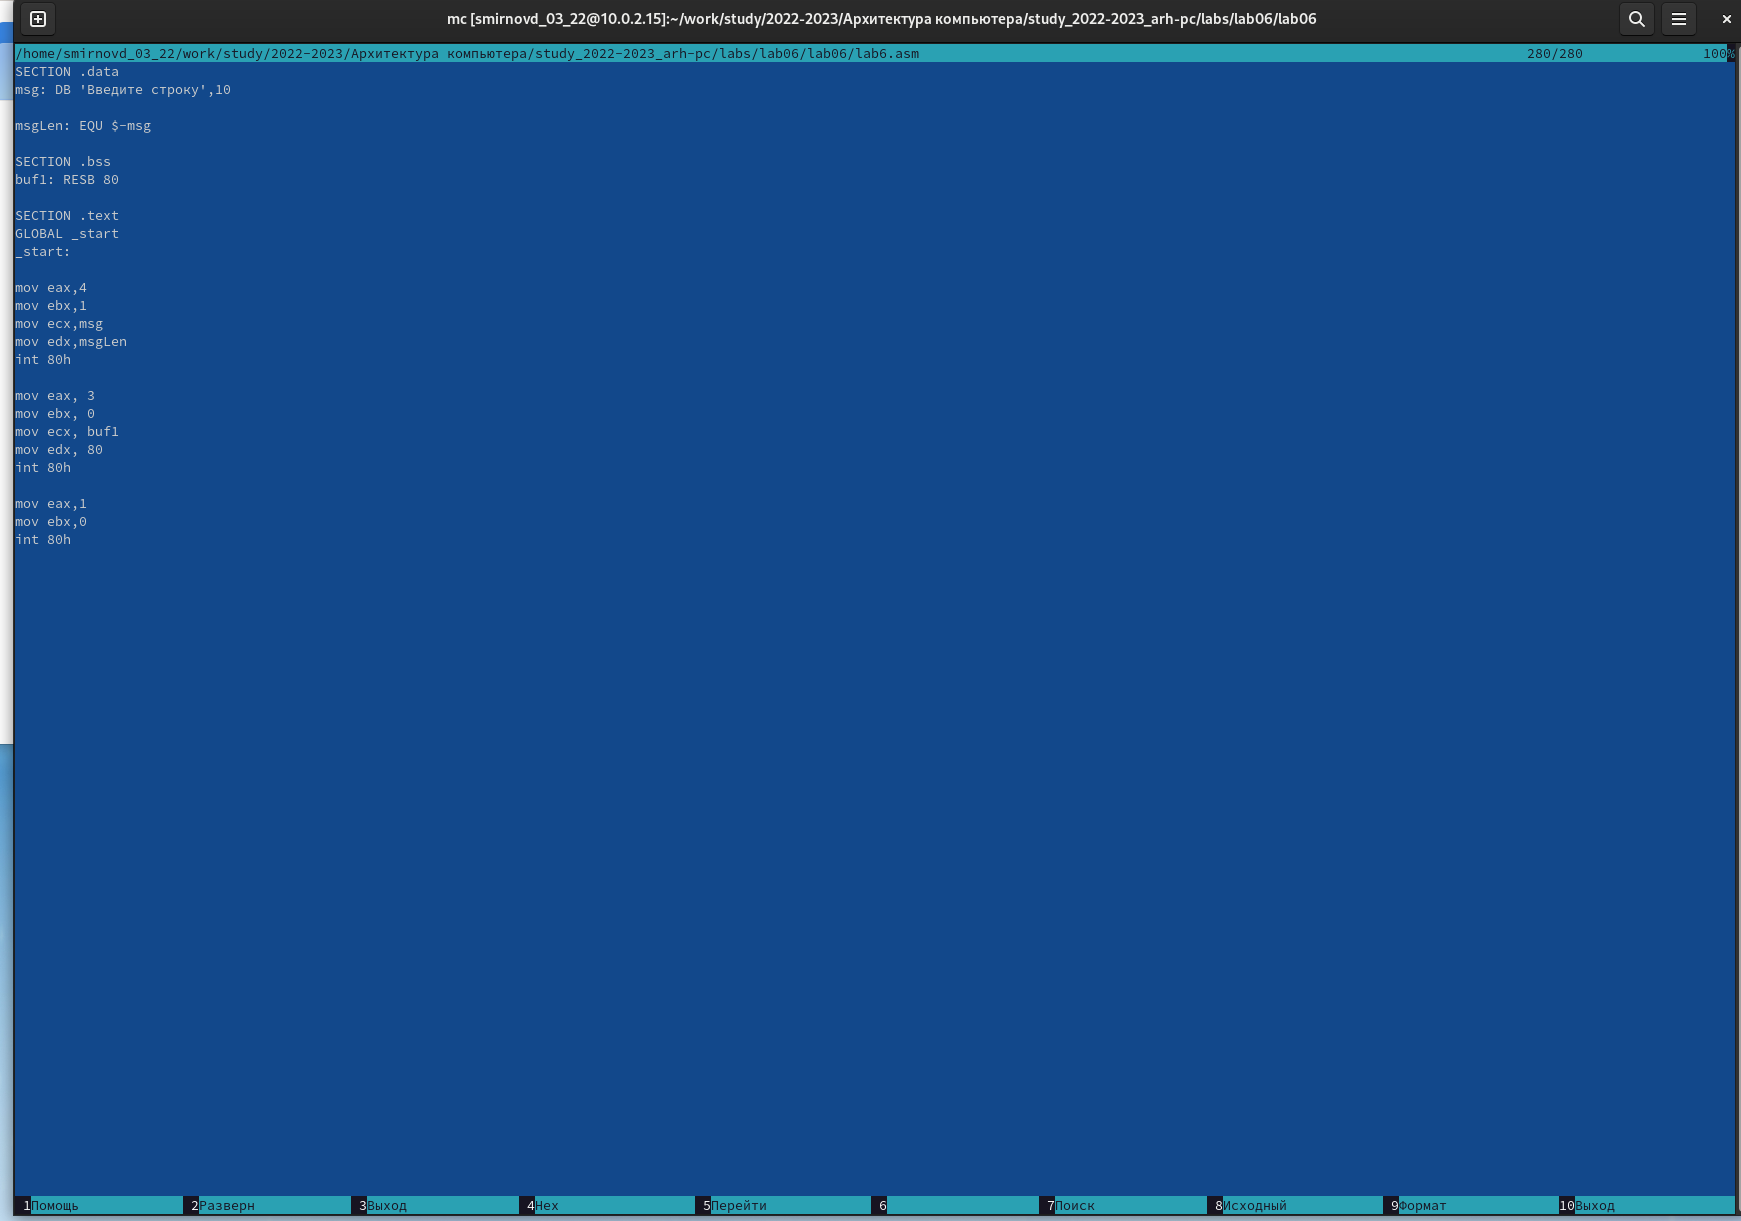 mc [smirnovd_03_22@10.0.2.15]:~/work/study/2022-2023/Архитектура компьютера/study_2022-2023_arh-pc/labs/lab06/lab06
/home/smirnovd_03_22/work/study/2022-2023/Архитектура компьютера/study_2022-2023_arh-pc/labs/lab06/lab06/lab6.asm 280/280 100%
SECTION .data
msg: DB 'Введите строку',10
msgLen: EQU $-msg
SECTION .bss
buf1: RESB 80
SECTION .text
GLOBAL _start
_start:
mov eax,4
mov ebx,1
mov ecx,msg
mov edx,msgLen
int 80h
mov eax, 3
mov ebx, 0
mov ecx, buf1
mov edx, 80
int 80h
mov eax,1
mov ebx,0
int 80h
1Помощь 2Разверн 3Выход 4Hex 5Перейти 6 7Поиск 8Исходный 9Формат 10Выход